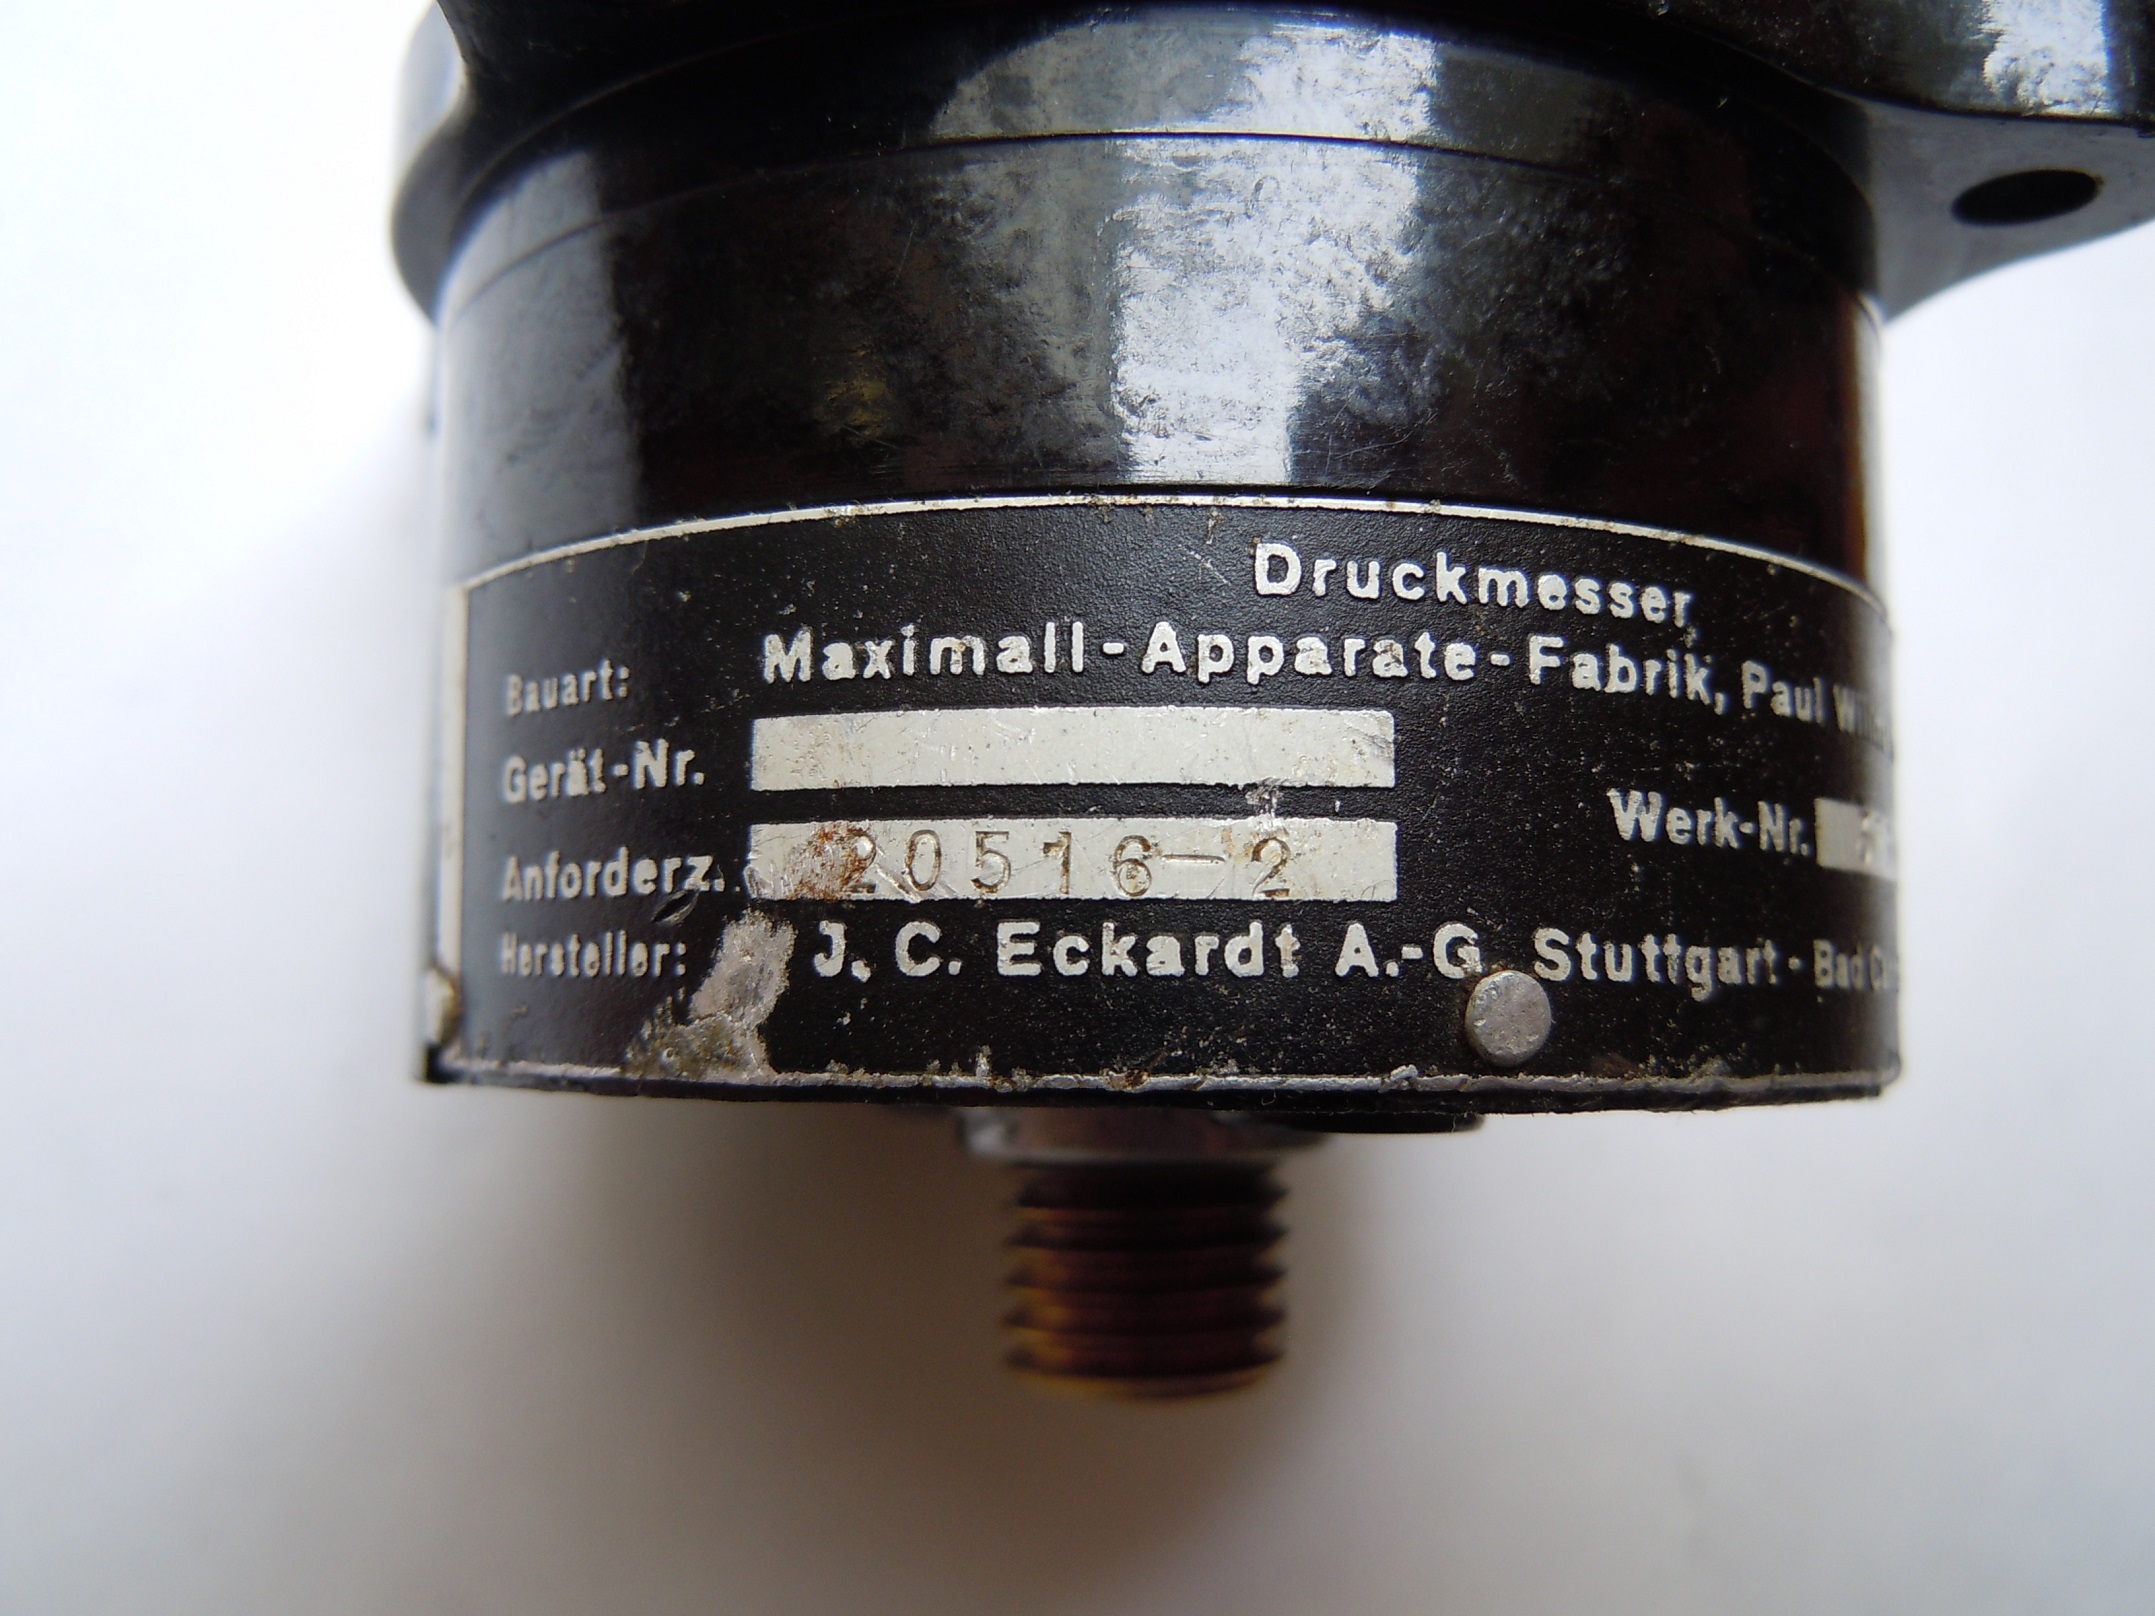 Druckmesser,
Bauart: Maximall-Apparate-Fabrik, Paul
Gerät-Nr.
Werk-Nr.
Anforderz. 20516-2
Hersteller: J. C. Eckardt A.-G. Stuttgart - Bad